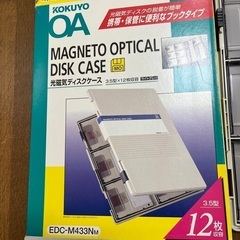 KOKUYO
OA
光磁気ディスクの脱着が簡単
携帯・保管に便利なブックタイプ
MAGNETO OPTICAL
DISK CASE
光磁気ディスクケース
3.5型×12枚収容
EDC-M433NM
3.5型
12枚
収容